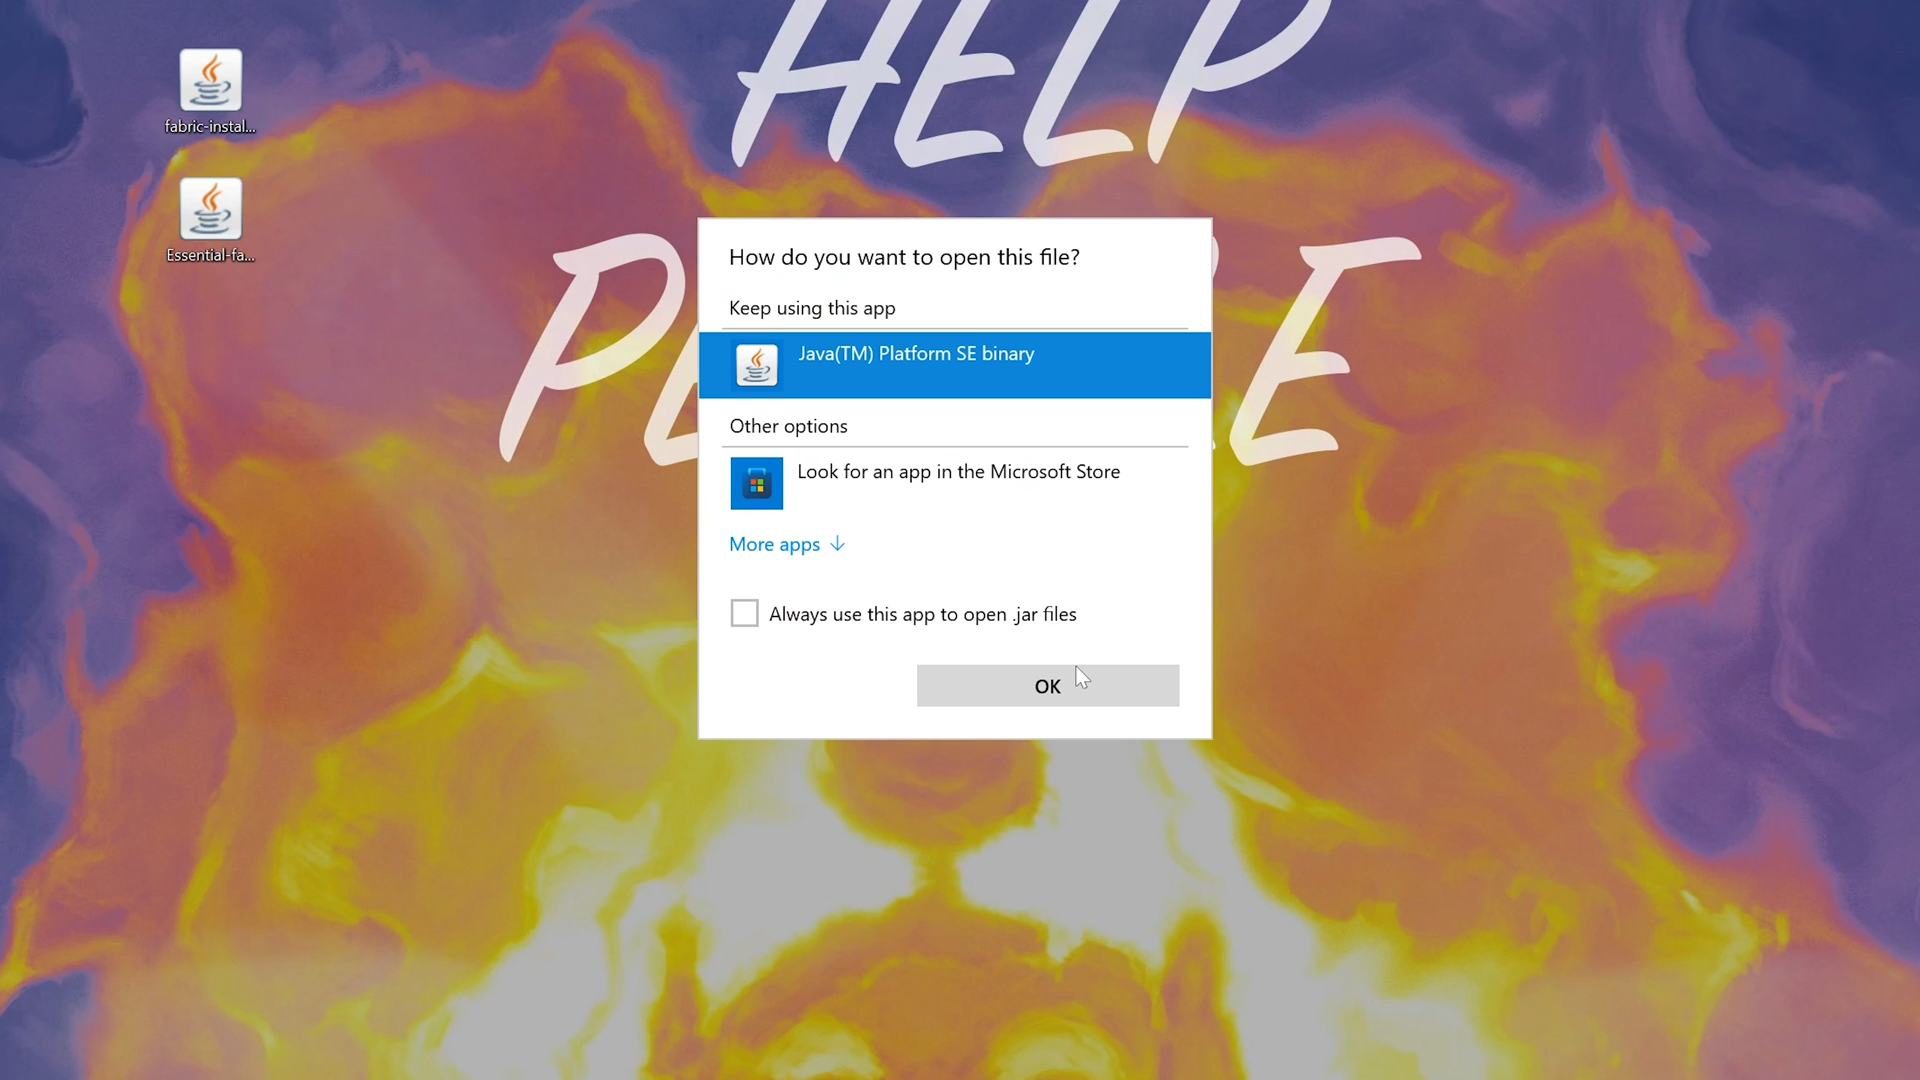 HELP
fabric-instal...
Essential-fa...
How do you want to open this file?
Keep using this app
Java(TM) Platform SE binary
Other options
Look for an app in the Microsoft Store
More apps
Always use this app to open .jar files
OK